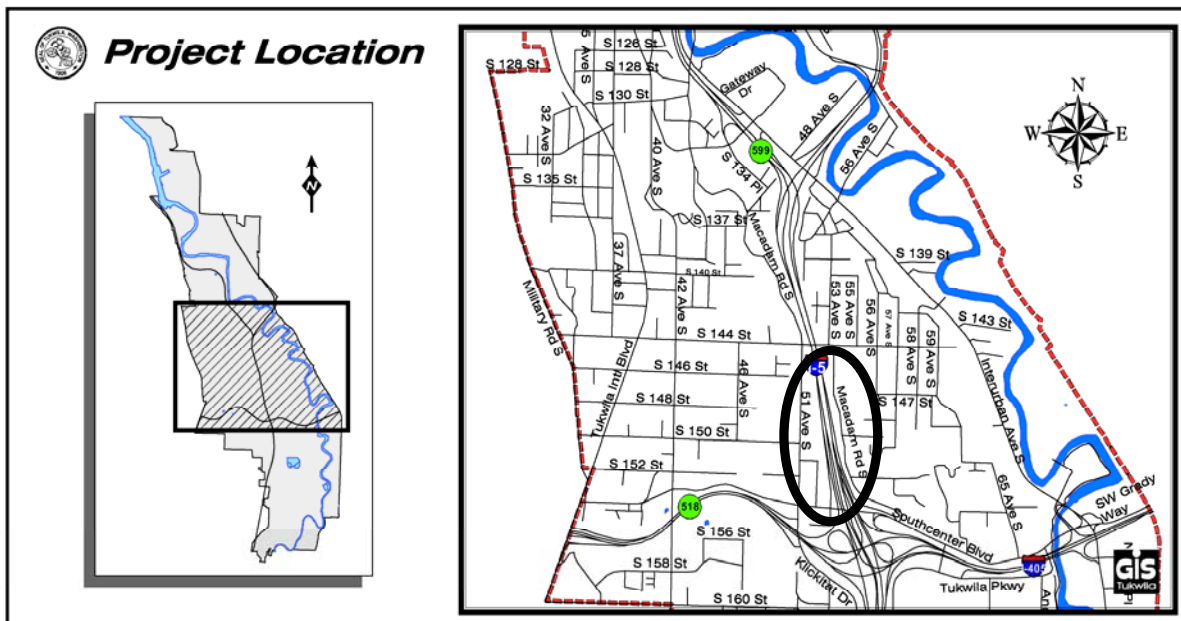 Project Location
N
S 126 St
S 128 St
S 128 St
S 130 St
Gateway
Dr
32 Ave S
40 Ave S
48 Ave S
56 Ave S
599
S 134 Pl
S 135 St
S 137 St
Macadam Rd S
37 Ave S
S 139 St
S 140 St
42 Ave S
Military Rd S
53 Ave S
55 Ave S
56 Ave S
57 Ave S
58 Ave S
59 Ave S
S 143 St
S 144 St
S 146 St
46 Ave S
Tukwila Intl Blvd
Interurban Ave S
I-5
S 147 St
S 148 St
51 Ave S
Macadam Rd S
S 150 St
S 152 St
65 Ave S
SW Grady
Way
518
Southcenter Blvd
S 156 St
S 158 St
Klickitat Dr
I-405
Tukwila Pkwy
S 160 St
GIS
Tukwila
N
W
E
S